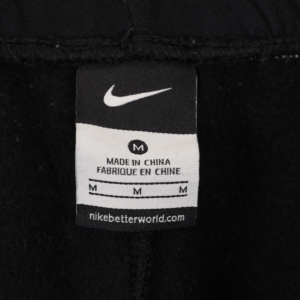 M
MADE IN CHINA
FABRIQUE EN CHINE
M M M
nikebetterworld.com